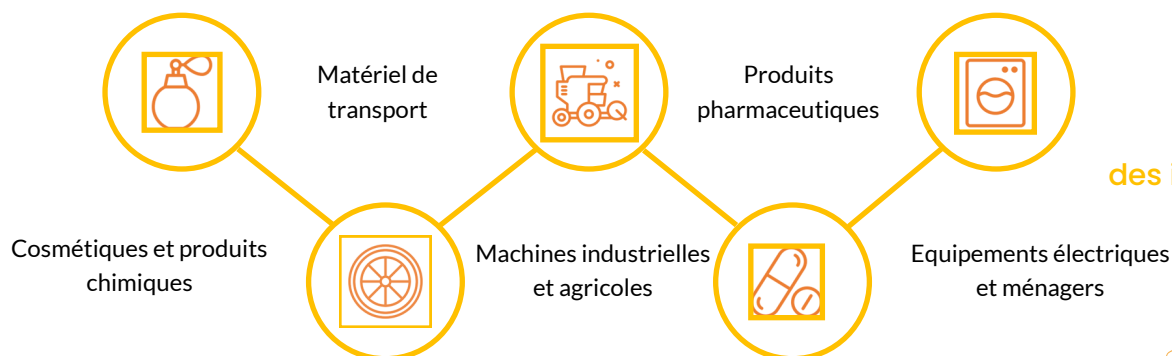 Matériel de
transport
Produits
pharmaceutiques
des
Cosmétiques et produits
chimiques
Machines industrielles
et agricoles
Equipements électriques
et ménagers